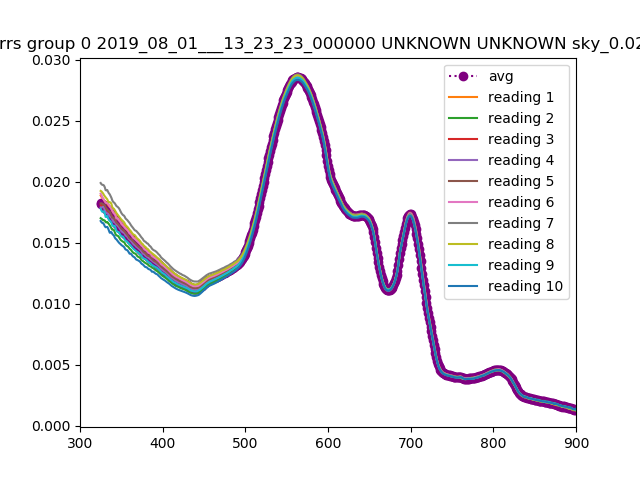 rrs group 0 2019_08_01___13_23_23_000000 UNKNOWN UNKNOWN sky_0.02
0.030
0.025
0.020
0.015
0.010
0.005
0.000
300 400 500 600 700 800 900
avg
reading 1
reading 2
reading 3
reading 4
reading 5
reading 6
reading 7
reading 8
reading 9
reading 10